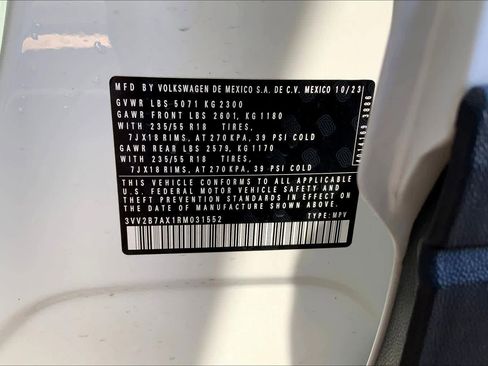 MFD BY VOLKSWAGEN DE MEXICO S.A. DE C.V. MEXICO 10/23
GVWR LBS 5071 KG 2300
GAWR FRONT LBS 2601, KG 1180
WITH 235/55 R18 TIRES,
7JX18 RIMS, AT 270 KPA, 39 PSI COLD
GAWR REAR LBS 2579, KG 1170
WITH 235/55 R18 TIRES,
7JX18 RIMS, AT 270 KPA, 39 PSI COLD
THIS VEHICLE CONFORMS TO ALL APPLICABLE
U.S. FEDERAL MOTOR VEHICLE SAFETY AND
THEFT PREVENTION STANDARDS IN EFFECT ON
THE DATE OF MANUFACTURE SHOWN ABOVE
3VV2B7AX1RM031552 TYPE: MPV